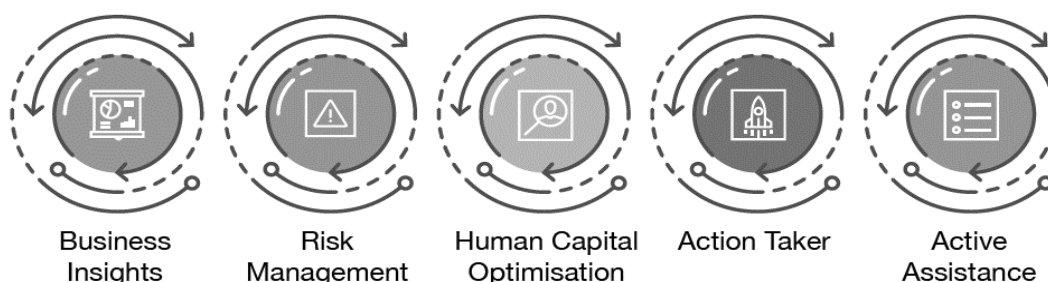 Business
Insights
Risk
Management
Human Capital
Optimisation
Action Taker
Active
Assistance